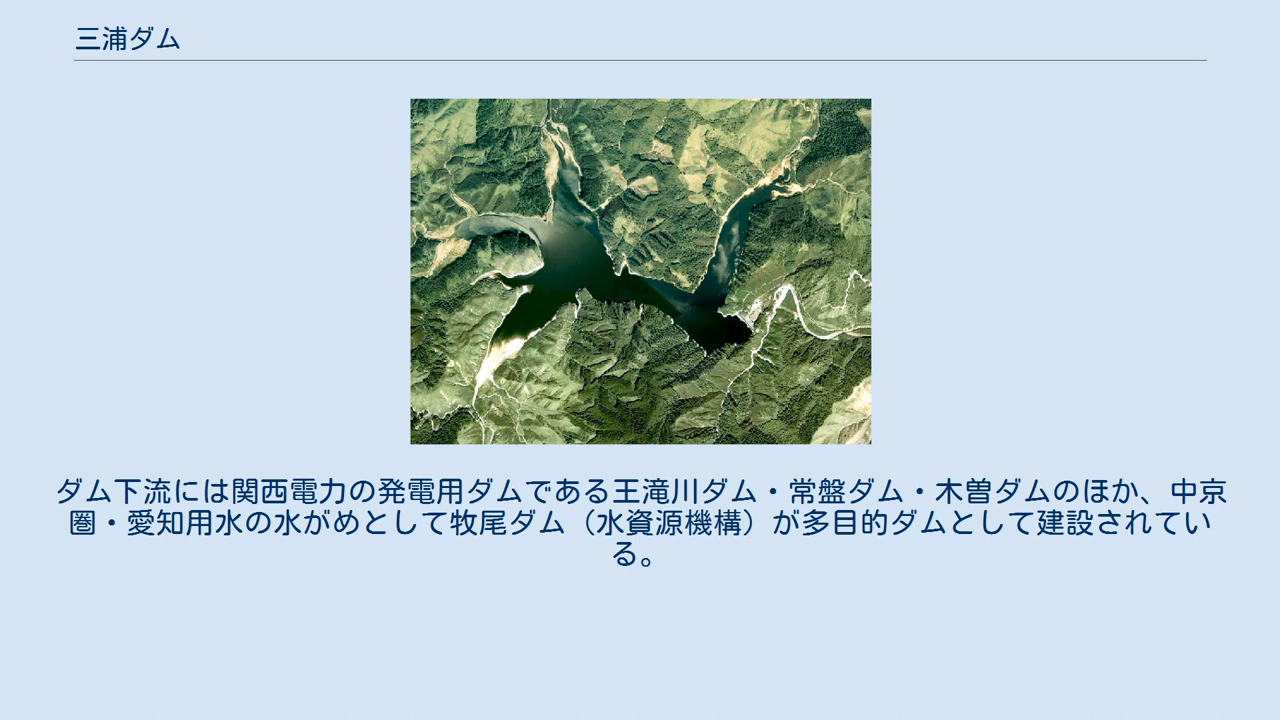 三浦ダム
ダム下流には関西電力の発電用ダムである王滝川ダム・常盤ダム・木曽ダムのほか、中京
圏・愛知用水の水がめとして牧尾ダム（水資源機構）が多目的ダムとして建設されてい
る。